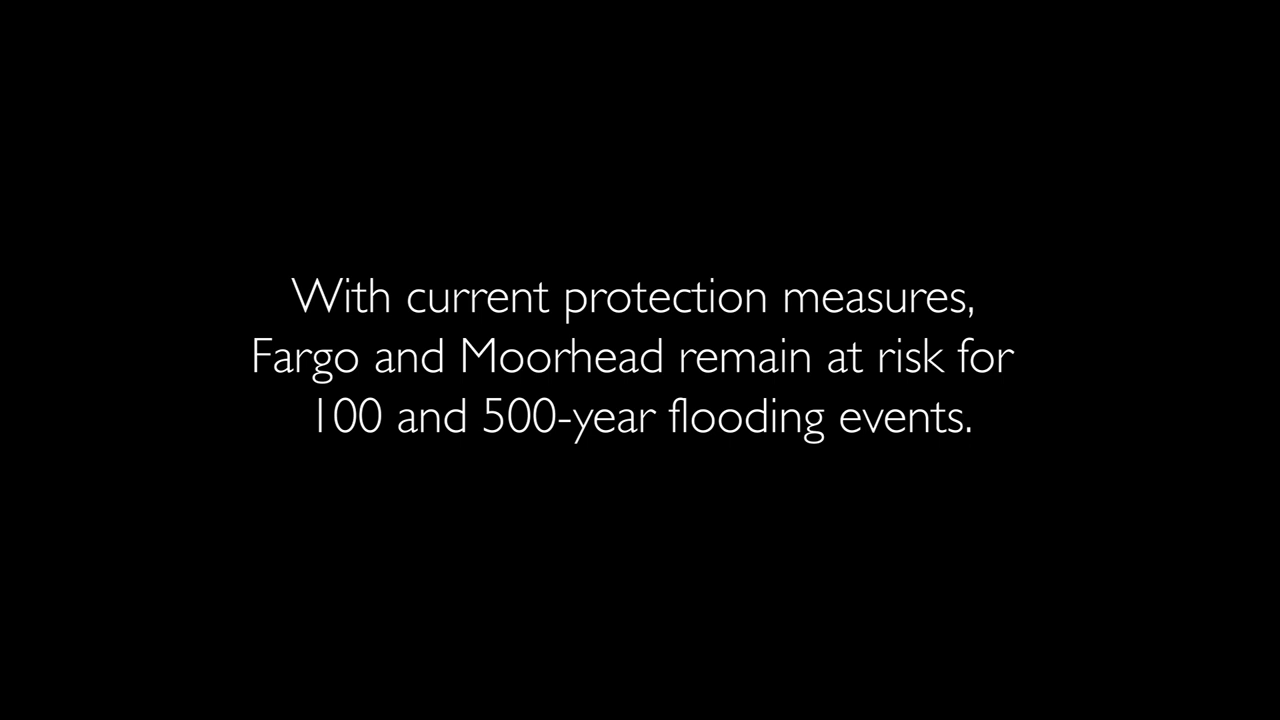 With current protection measures,
Fargo and Moorhead remain at risk for
100 and 500-year flooding events.